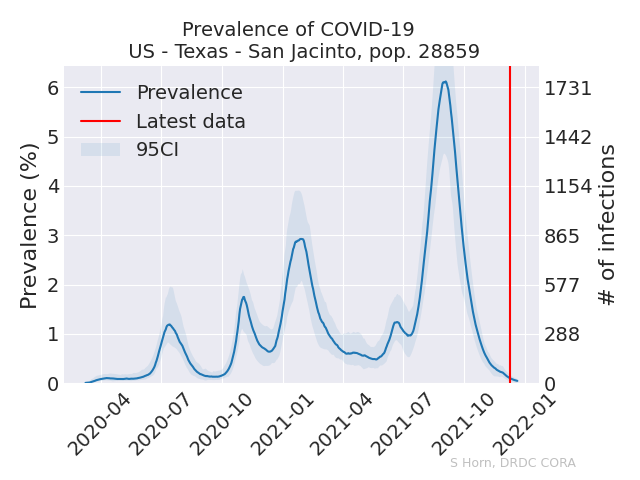 Prevalence of COVID-19
US - Texas - San Jacinto, pop. 28859
Prevalence
Latest data
95CI
Prevalence (%)
6
5
4
3
2
1
0
1731
1442
1154
865
577
288
0
# of infections
2020-04
2020-07
2020-10
2021-01
2021-04
2021-07
2021-10
2022-01
S Horn, DRDC CORA